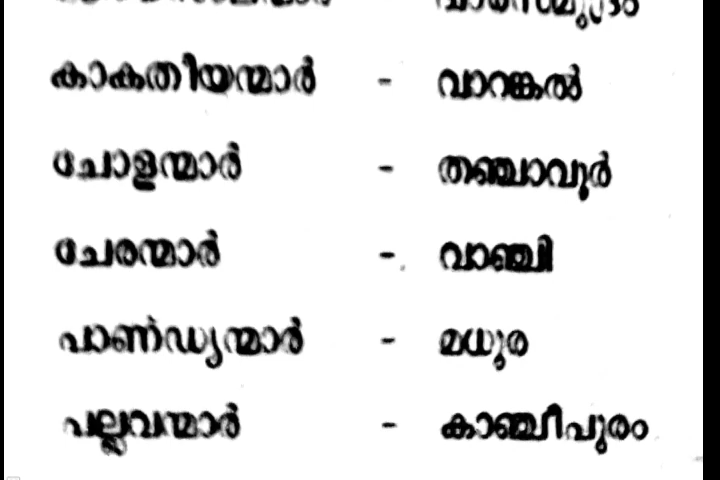 കാകതീയന്മാർ - വാറങ്കൽ
ചോളന്മാർ - തഞ്ചാവൂർ
ചേരന്മാർ - വാഞ്ചി
പാണ്ഡ്യന്മാർ - മധുര
പല്ലവന്മാർ - കാഞ്ചീപുരം